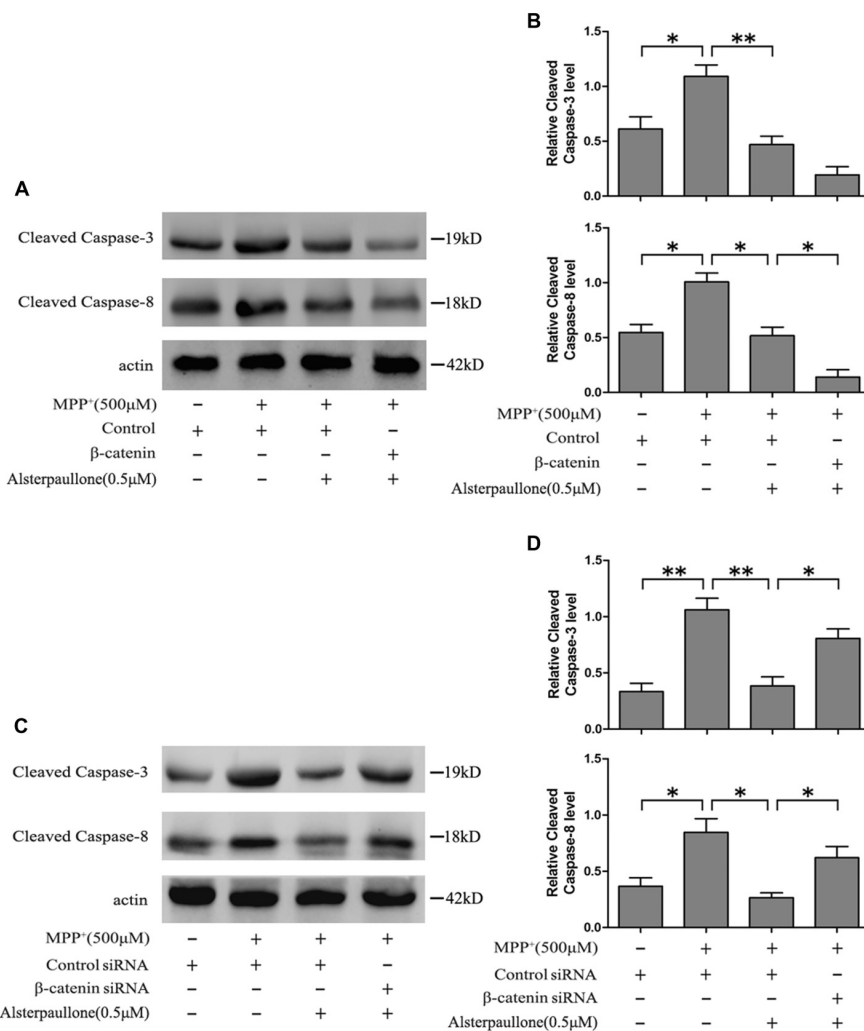 A
Cleaved Caspase-3
−19kD
Cleaved Caspase-8
−18kD
actin
−42kD
MPP⁺(500μM) − + + +
Control + + + −
β-catenin − − − +
Alsterpaullone(0.5μM) − − + +
B
Relative Cleaved
Caspase-3 level
1.5
1.0
0.5
0.0
* **
Relative Cleaved
Caspase-8 level
1.5
1.0
0.5
0.0
* * *
MPP⁺(500μM) − + + +
Control + + + −
β-catenin − − − +
Alsterpaullone(0.5μM) − − + +
C
Cleaved Caspase-3
−19kD
Cleaved Caspase-8
−18kD
actin
−42kD
MPP⁺(500μM) − + + +
Control siRNA + + + −
β-catenin siRNA − − − +
Alsterpaullone(0.5μM) − − + +
D
Relative Cleaved
Caspase-3 level
1.5
1.0
0.5
0.0
** ** *
Relative Cleaved
Caspase-8 level
1.5
1.0
0.5
0.0
* * *
MPP⁺(500μM) − + + +
Control siRNA + + + −
β-catenin siRNA − − − +
Alsterpaullone(0.5μM) − − + +